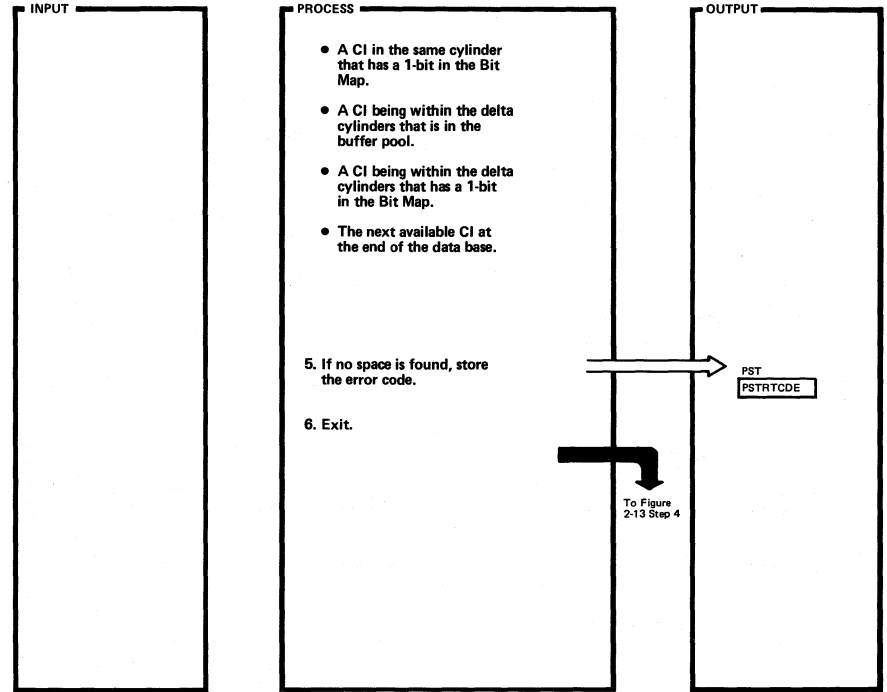 INPUT
PROCESS
OUTPUT
• A CI in the same cylinder
that has a 1-bit in the Bit
Map.
• A CI being within the delta
cylinders that is in the
buffer pool.
• A CI being within the delta
cylinders that has a 1-bit
in the Bit Map.
• The next available CI at
the end of the data base.
5. If no space is found, store
the error code.
PST
PSTRTCDE
6. Exit.
To Figure
2-13 Step 4